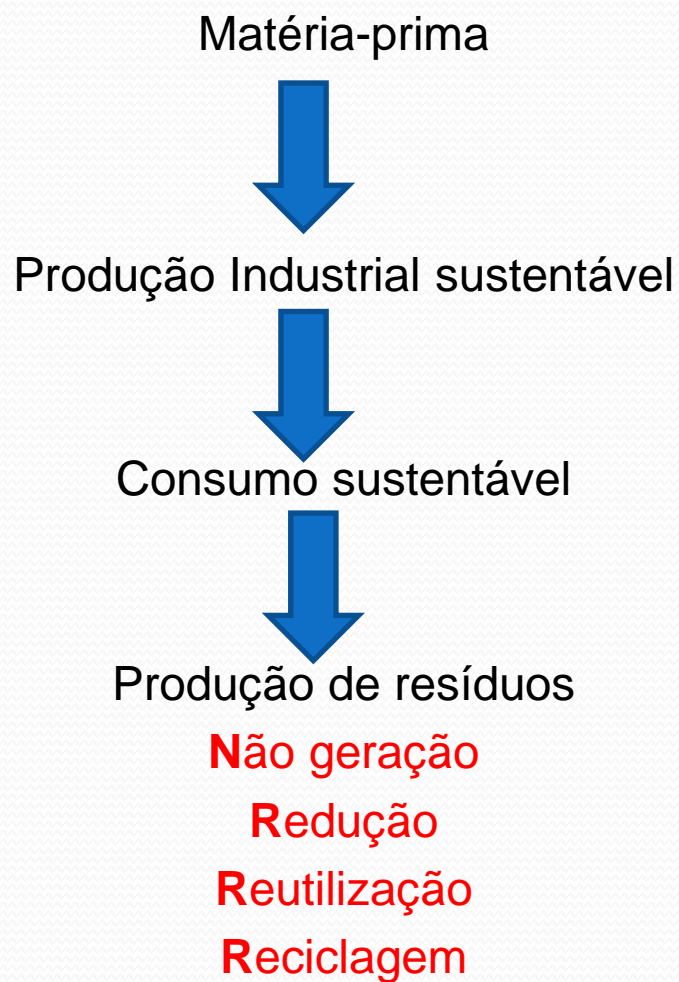 Matéria-prima
Produção Industrial sustentável
Consumo sustentável
Produção de resíduos
Não geração
Redução
Reutilização
Reciclagem